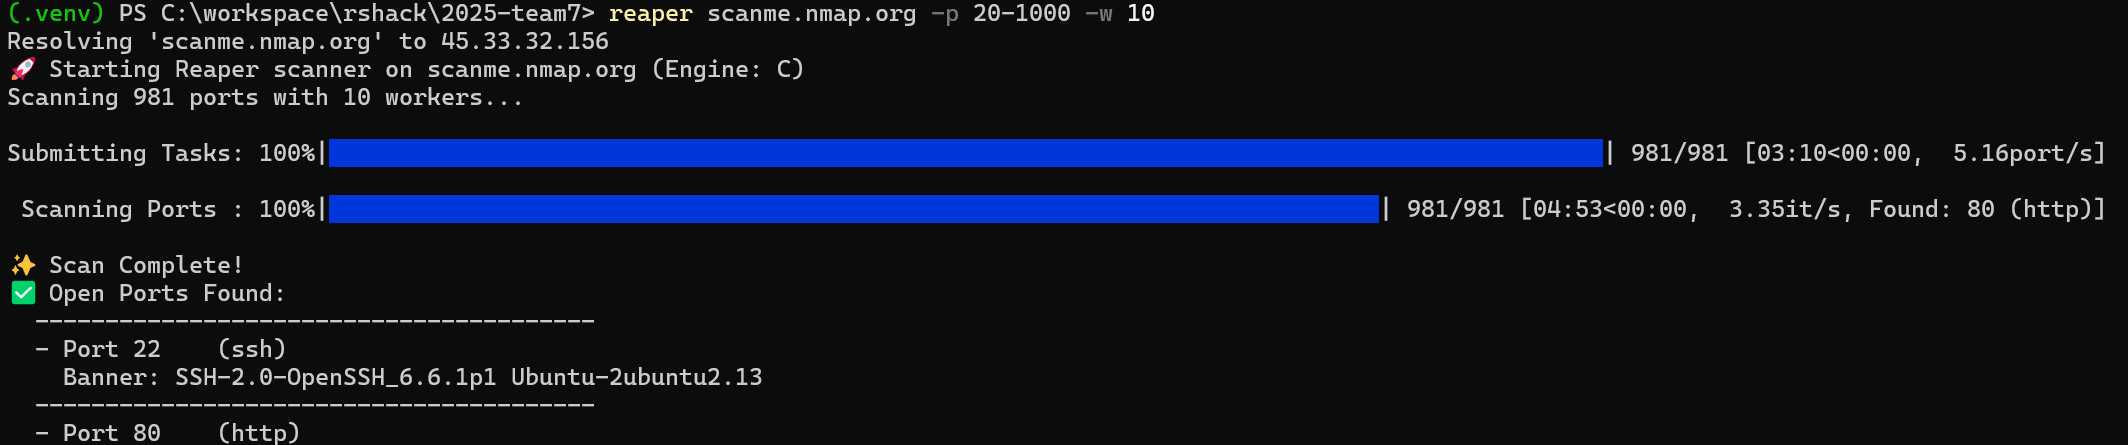 (.venv) PS C:\workspace\rshack\2025-team7> reaper scanme.nmap.org -p 20-1000 -w 10
Resolving 'scanme.nmap.org' to 45.33.32.156
🚀 Starting Reaper scanner on scanme.nmap.org (Engine: C)
Scanning 981 ports with 10 workers...
Submitting Tasks: 100%| | 981/981 [03:10<00:00,  5.16port/s]
Scanning Ports : 100%| | 981/981 [04:53<00:00,  3.35it/s, Found: 80 (http)]
✨ Scan Complete!
✅ Open Ports Found:
----------------------------------------
- Port 22    (ssh)
Banner: SSH-2.0-OpenSSH_6.6.1p1 Ubuntu-2ubuntu2.13
----------------------------------------
- Port 80    (http)